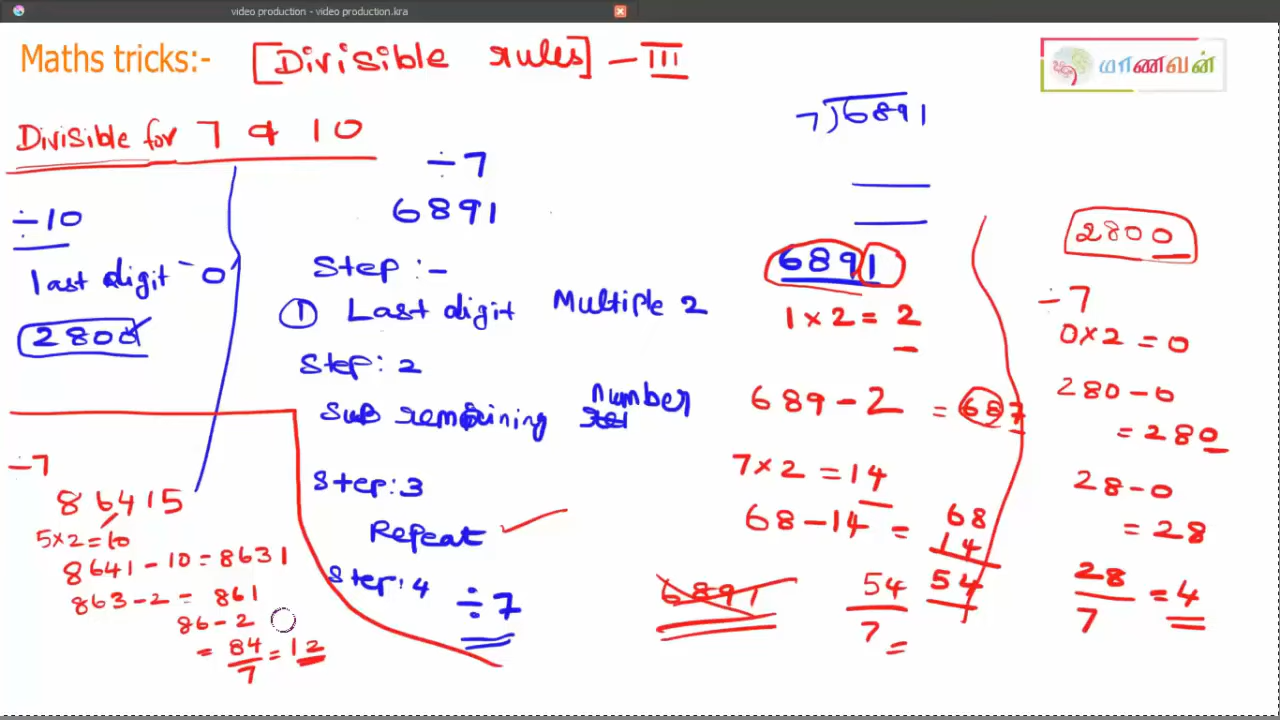 video production - video production.kra
Maths tricks:- [Divisible rules] - III
மாணவன்
Divisible for 7 & 10
÷10
last digit - 0
2800
÷7
86415
5×2=10
8641-10=8631
863-2= 861
86-2
= 84/7 =12
÷7
6891
Step :-
① Last digit Multiple 2
Step: 2
Sub remaining number
Step:3
Repeat ✓
Step:4 ÷7
7)6891
6891
1×2=2
689-2 =687
7×2=14
68-14= 68
14
54
54/7 =
6891
2800
÷7
0×2=0
280-0
=280
28-0
=28
28/7 =4